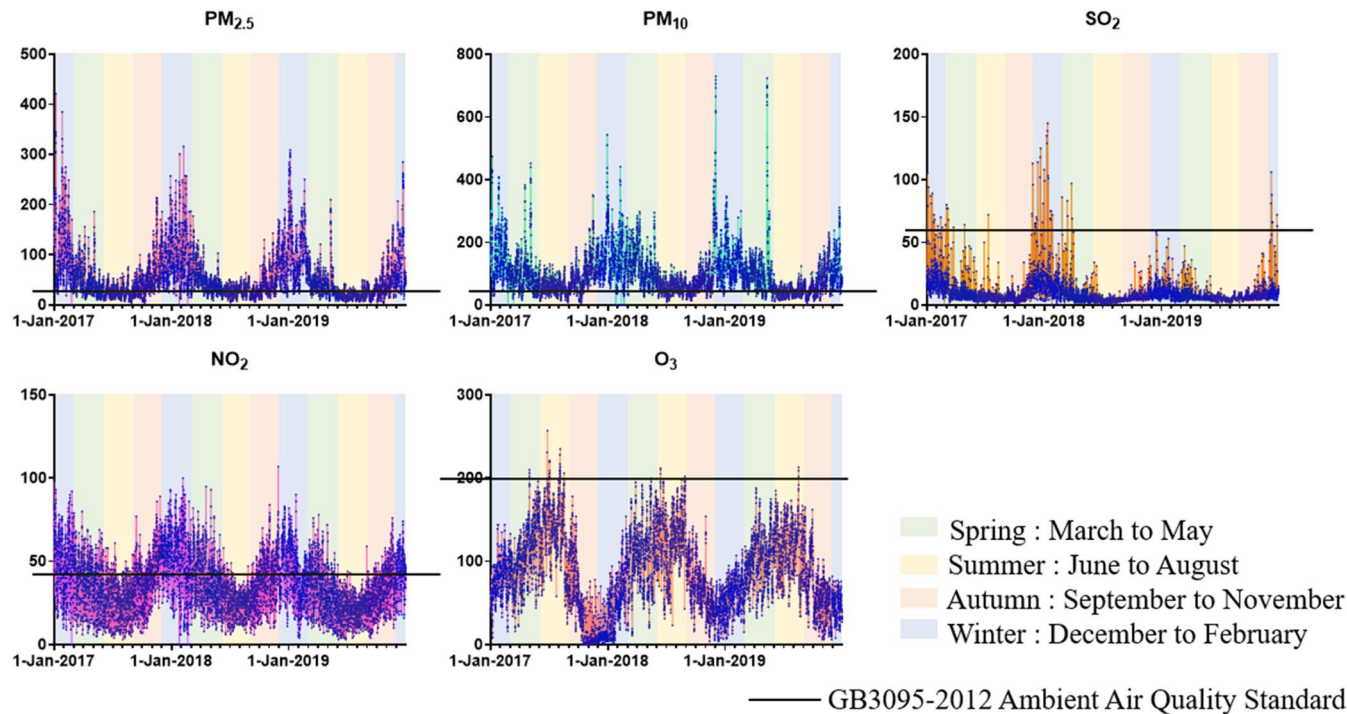 PM2.5
500
400
300
200
100
0
1-Jan-2017 1-Jan-2018 1-Jan-2019
PM10
800
600
400
200
0
1-Jan-2017 1-Jan-2018 1-Jan-2019
SO2
200
150
100
50
0
1-Jan-2017 1-Jan-2018 1-Jan-2019
NO2
150
100
50
0
1-Jan-2017 1-Jan-2018 1-Jan-2019
O3
300
200
100
0
1-Jan-2017 1-Jan-2018 1-Jan-2019
Spring : March to May
Summer : June to August
Autumn : September to November
Winter : December to February
GB3095-2012 Ambient Air Quality Standard